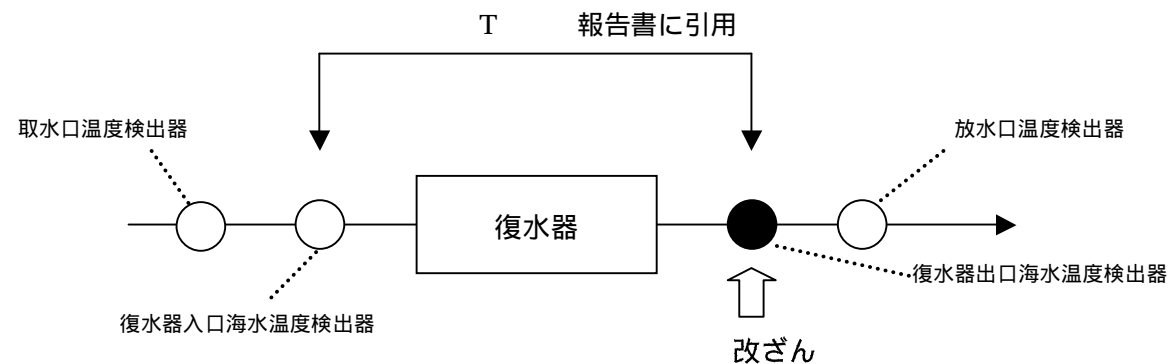 T 報告書に引用
取水口温度検出器
放水口温度検出器
復水器
復水器出口海水温度検出器
復水器入口海水温度検出器
改ざん